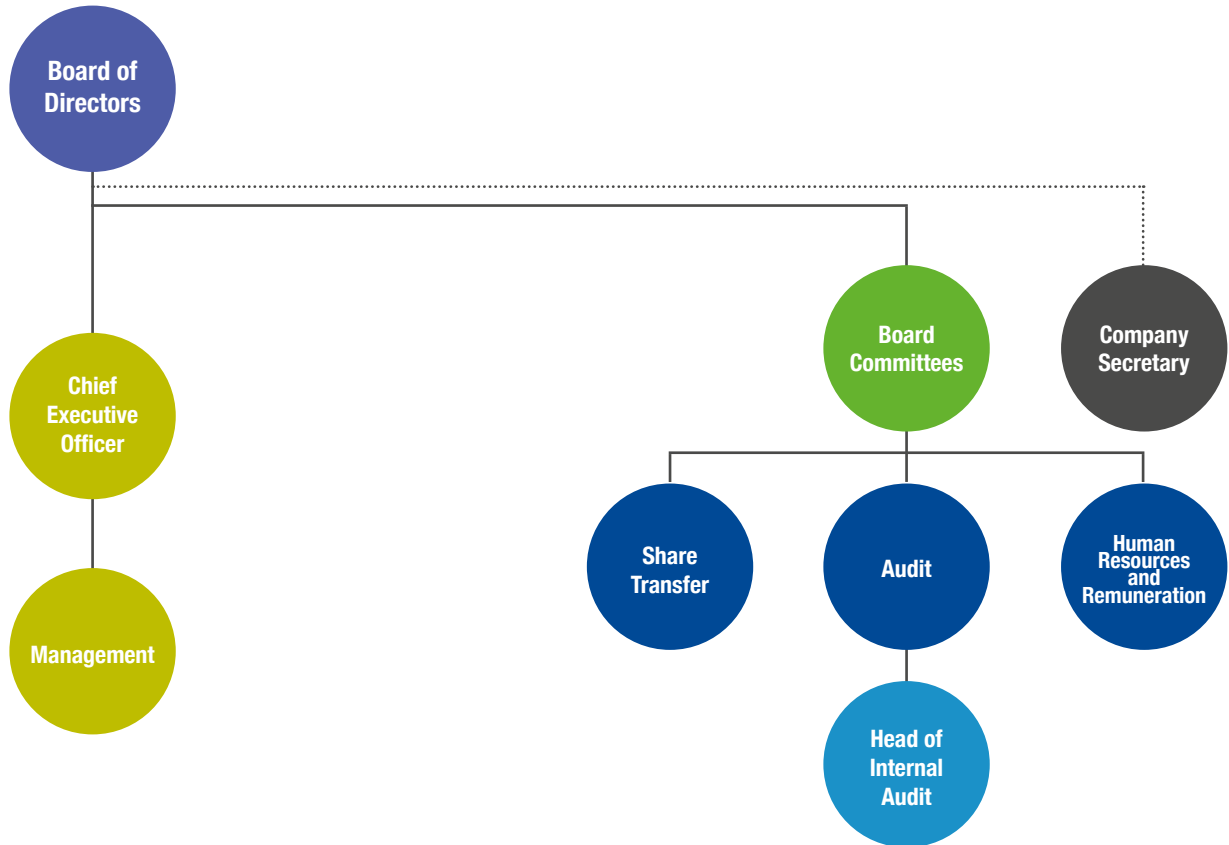 Board of
Directors
Board
Committees
Company
Secretary
Chief
Executive
Officer
Share
Transfer
Audit
Human
Resources
and
Remuneration
Management
Head of
Internal
Audit